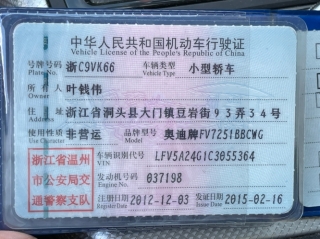 中华人民共和国机动车行驶证
Vehicle License of the People's Republic of China
号牌号码 浙C9VK66 车辆类型 小型轿车
Plate No. Vehicle Type
所有人 叶钱伟
Owner
住址 浙江省洞头县大门镇豆岩街93弄34号
Address
使用性质 非营运 品牌型号 奥迪牌FV7251BBCWG
Use Character Model
浙江省温州市公安局交通警察支队
车辆识别代号 LFV5A24G1C3055364
VIN
发动机号码 037198
Engine No.
注册日期 2012-12-03 发证日期 2015-02-16
Register Date Issue Date